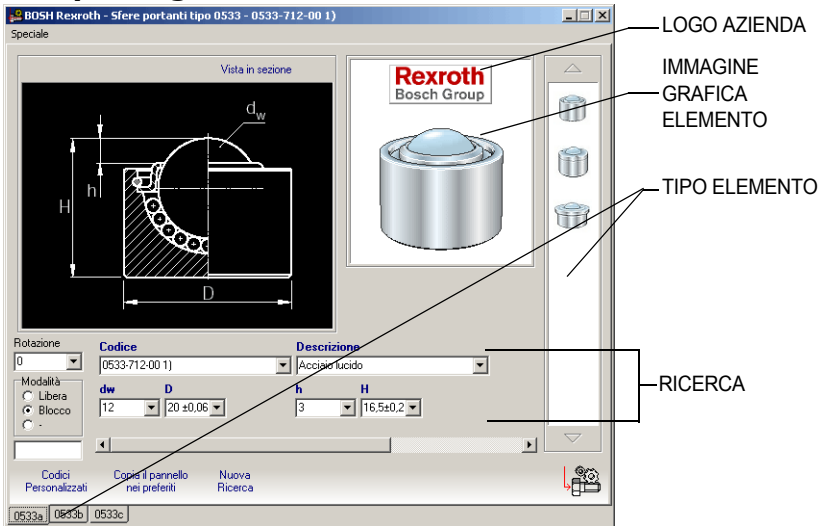 BOSH Rexroth - Sfere portanti tipo 0533 - 0533-712-00 1)
Speciale
Vista in sezione
dw
H
h
D
Rexroth
Bosch Group
LOGO AZIENDA
IMMAGINE
GRAFICA
ELEMENTO
TIPO ELEMENTO
RICERCA
Rotazione
0
Modalità
Libera
Blocco
-
Codice
0533-712-00 1)
Descrizione
Acciaio lucido
dw
12
D
20 ±0,06
h
3
H
16,5±0,2
Codici
Personalizzati
Copia il pannello
nei preferiti
Nuova
Ricerca
0533a
0533b
0533c